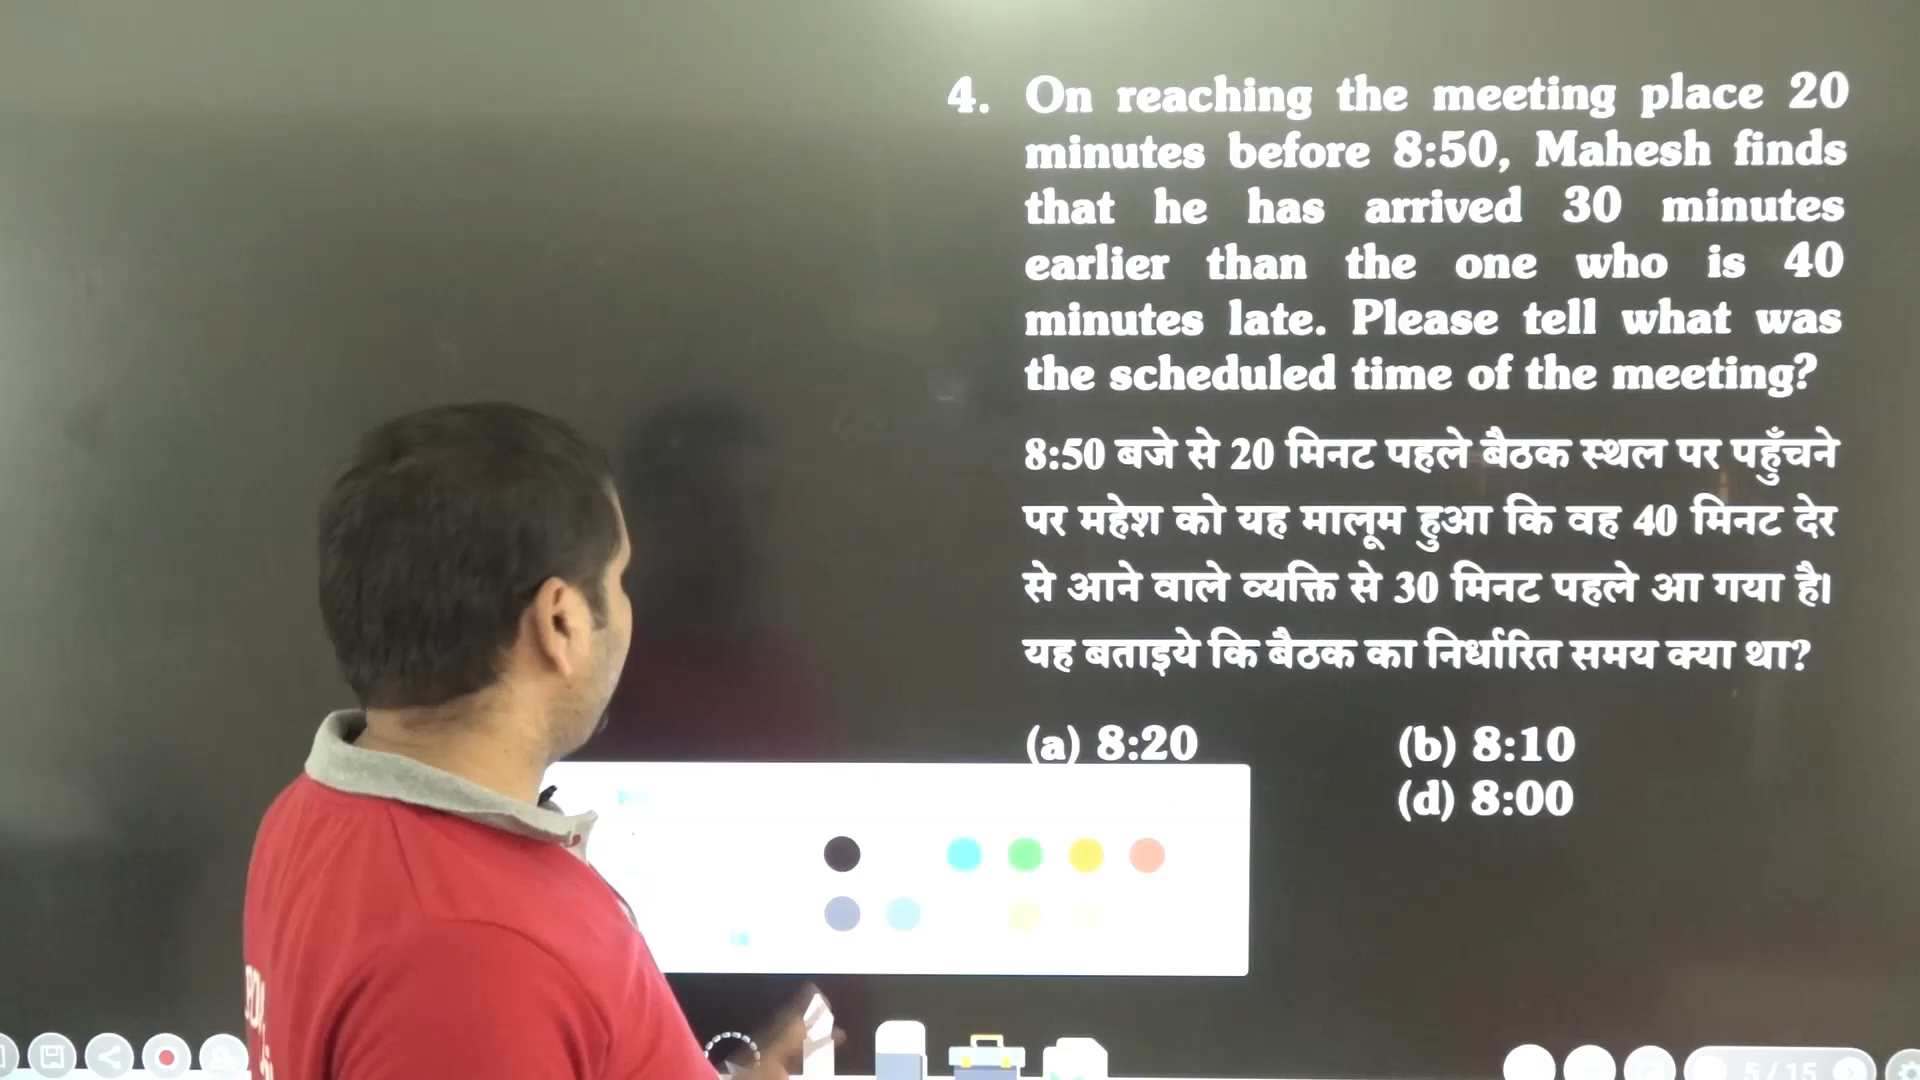 4. On reaching the meeting place 20
minutes before 8:50, Mahesh finds
that he has arrived 30 minutes
earlier than the one who is 40
minutes late. Please tell what was
the scheduled time of the meeting?
8:50 बजे से 20 मिनट पहले बैठक स्थल पर पहुँचने
पर महेश को यह मालूम हुआ कि वह 40 मिनट देर
से आने वाले व्यक्ति से 30 मिनट पहले आ गया है।
यह बताइये कि बैठक का निर्धारित समय क्या था?
(a) 8:20 (b) 8:10
(d) 8:00
5/15